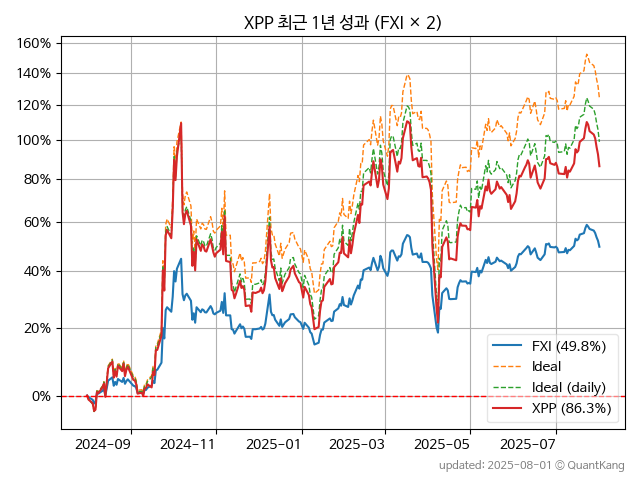 XPP 최근 1년 성과 (FXI × 2)
160%
140%
120%
100%
80%
60%
40%
20%
0%
FXI (49.8%)
Ideal
Ideal (daily)
XPP (86.3%)
2024-09
2024-11
2025-01
2025-03
2025-05
2025-07
updated: 2025-08-01 © QuantKang